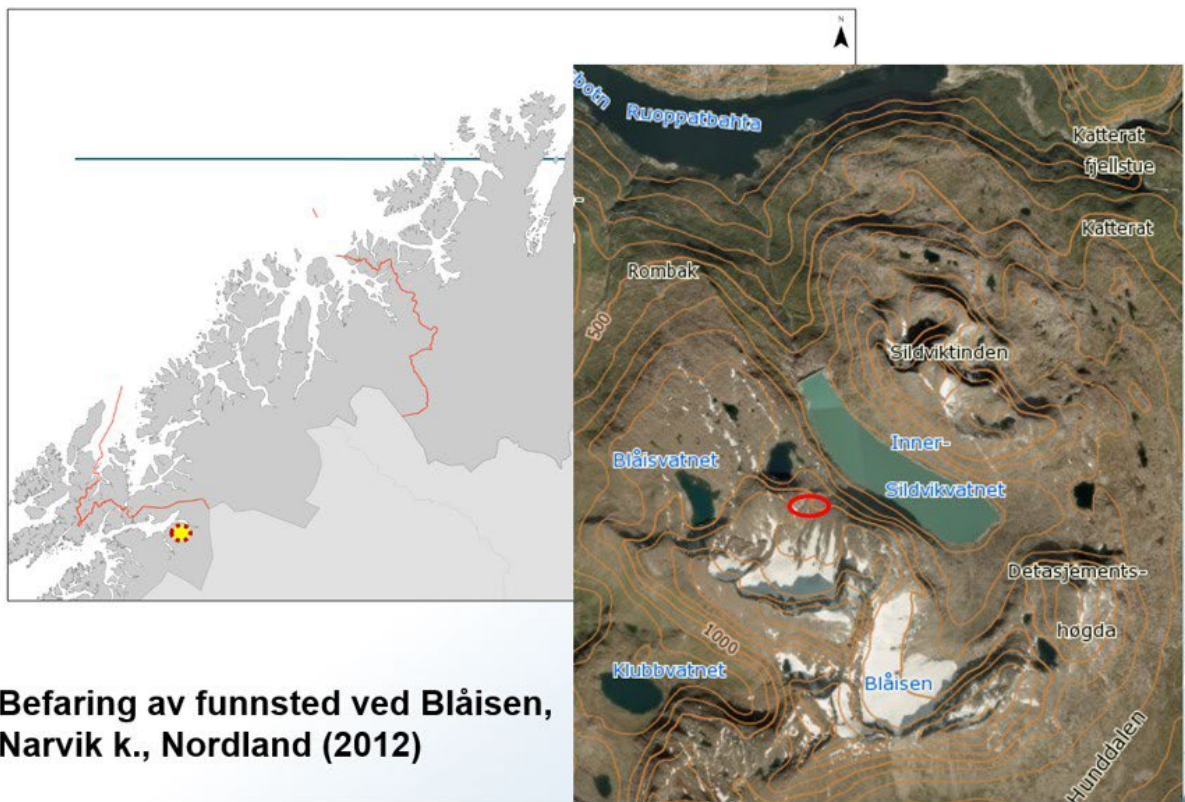 N
botn
Ruoppatbahta
Katterat
fjellstue
Katterat
Rombak
500
Sildviktinden
Inner-
Blåisvatnet
Sildvikvatnet
Detasjements-
høgda
1000
Klubbvatnet
Blåisen
Hunddalen
Befaring av funnsted ved Blåisen,
Narvik k., Nordland (2012)